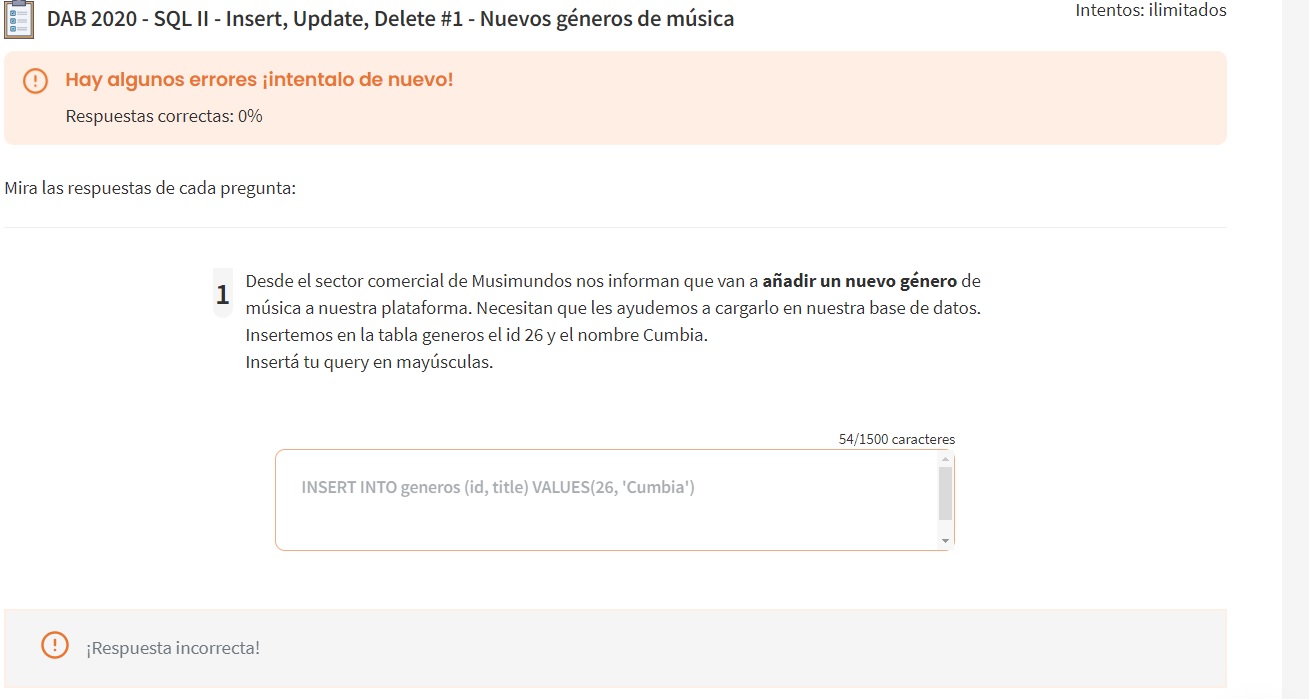 DAB 2020 - SQL II - Insert, Update, Delete #1 - Nuevos géneros de música
Intentos: ilimitados
Hay algunos errores ¡intentalo de nuevo!
Respuestas correctas: 0%
Mira las respuestas de cada pregunta:
1
Desde el sector comercial de Musimundos nos informan que van a añadir un nuevo género de
música a nuestra plataforma. Necesitan que les ayudemos a cargarlo en nuestra base de datos.
Insertemos en la tabla generos el id 26 y el nombre Cumbia.
Insertá tu query en mayúsculas.
54/1500 caracteres
INSERT INTO generos (id, title) VALUES(26, 'Cumbia')
¡Respuesta incorrecta!